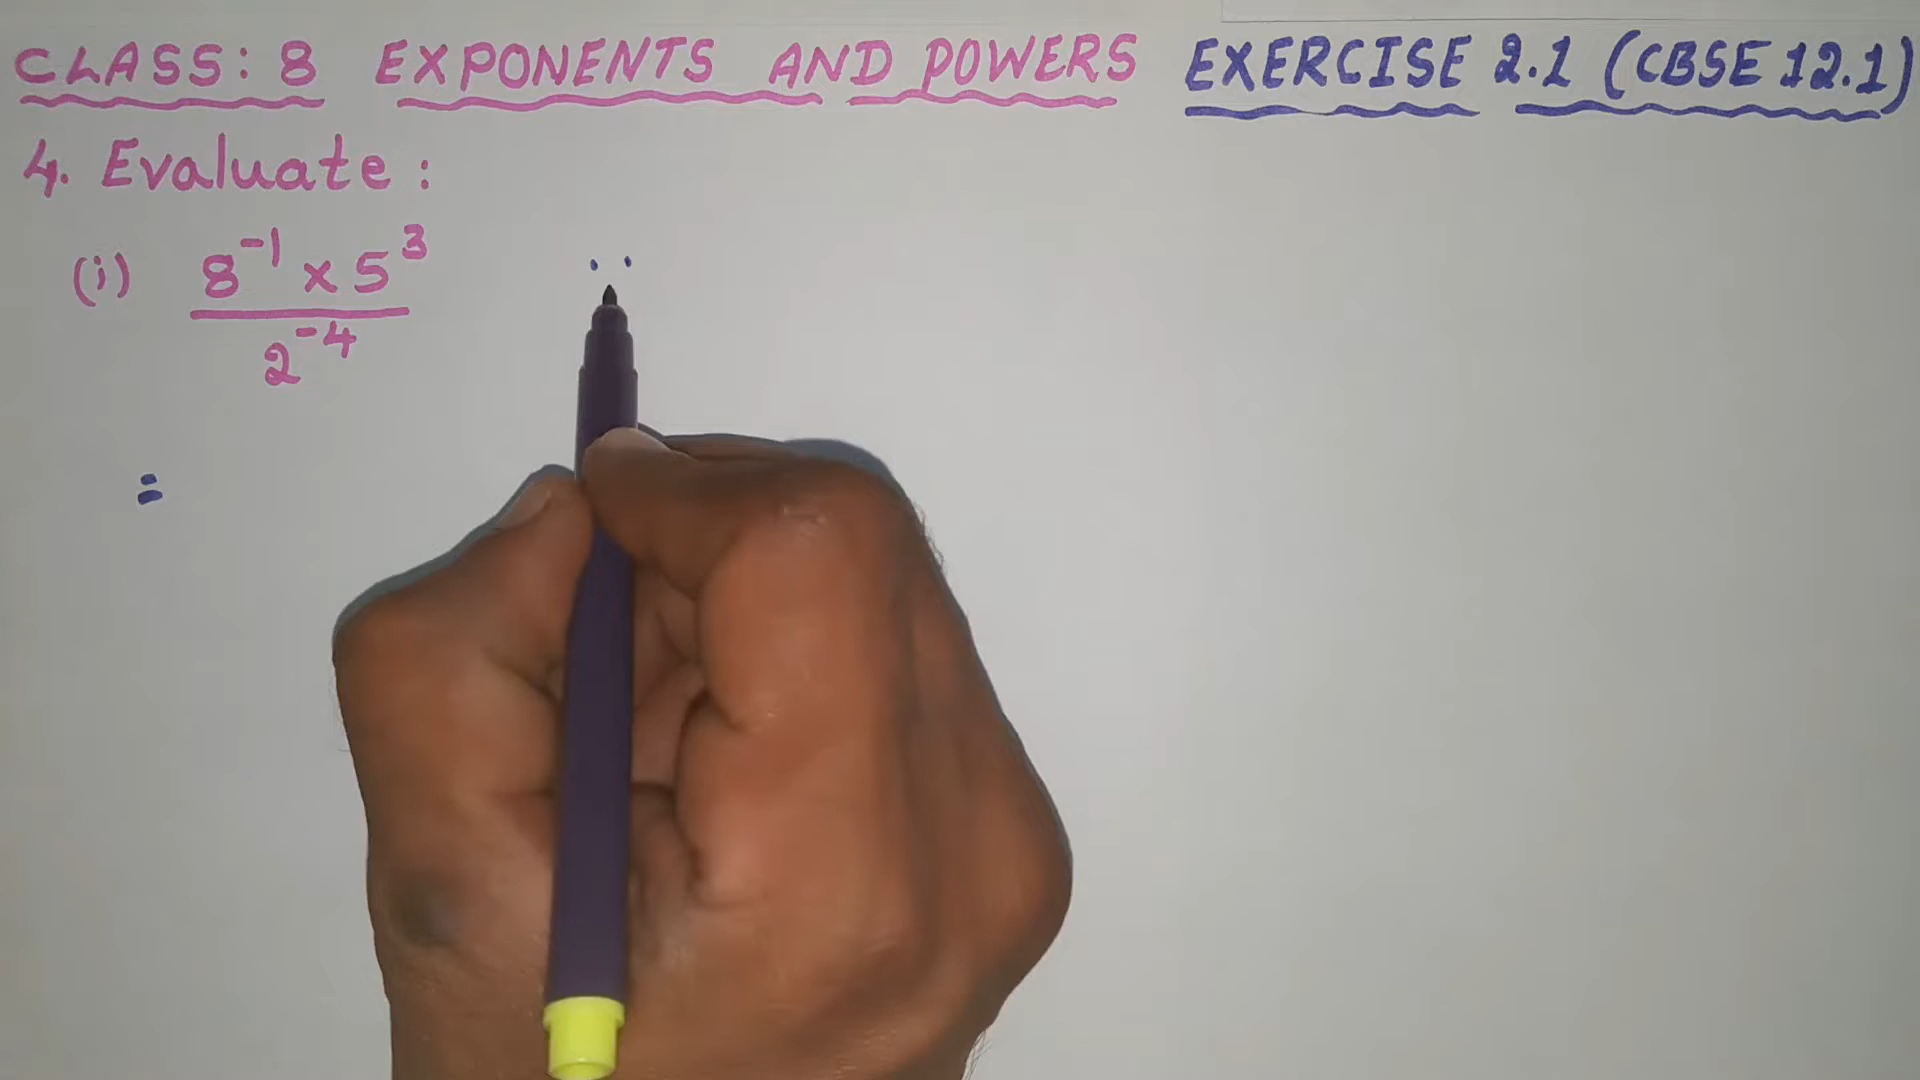 CLASS: 8 EXPONENTS AND POWERS EXERCISE 2.1 (CBSE 12.1)
4. Evaluate :
(i) 8⁻¹ × 5³
2⁻⁴
=